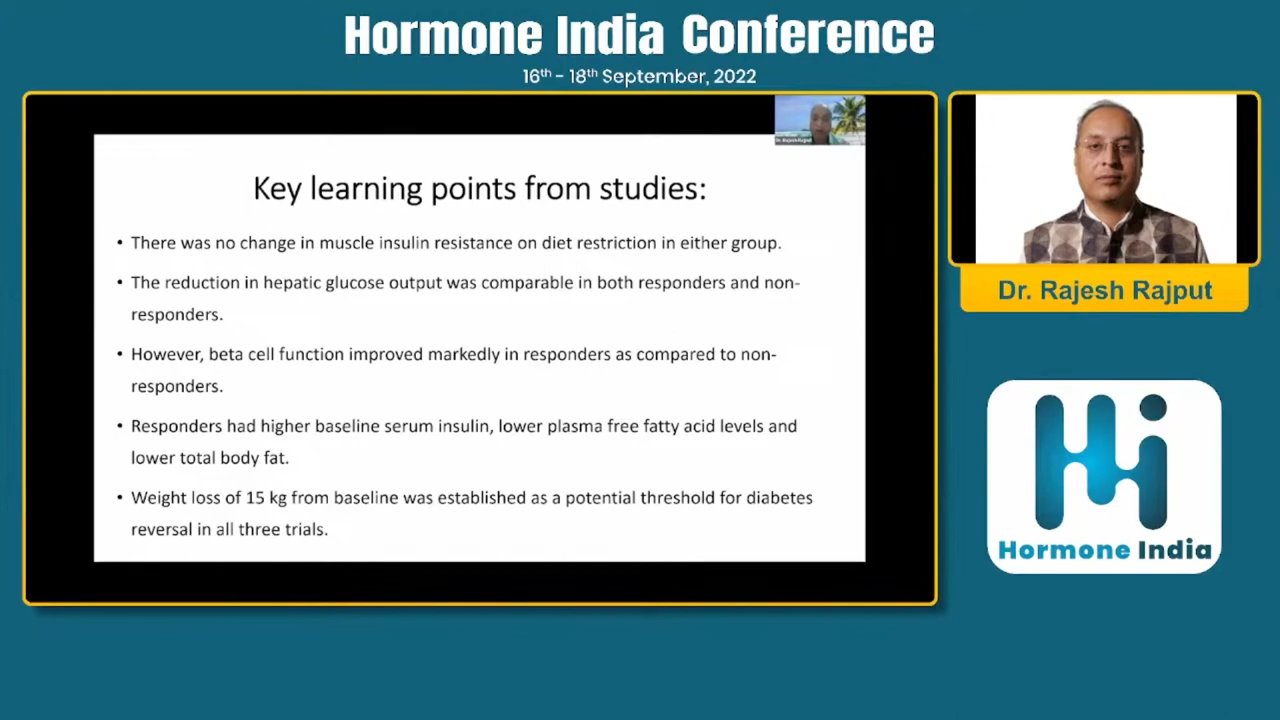 Hormone India Conference
16th - 18th September, 2022
Dr. Rajesh Rajput
Key learning points from studies:
• There was no change in muscle insulin resistance on diet restriction in either group.
• The reduction in hepatic glucose output was comparable in both responders and non-
responders.
• However, beta cell function improved markedly in responders as compared to non-
responders.
• Responders had higher baseline serum insulin, lower plasma free fatty acid levels and
lower total body fat.
• Weight loss of 15 kg from baseline was established as a potential threshold for diabetes
reversal in all three trials.
Dr. Rajesh Rajput
Hi
Hormone India